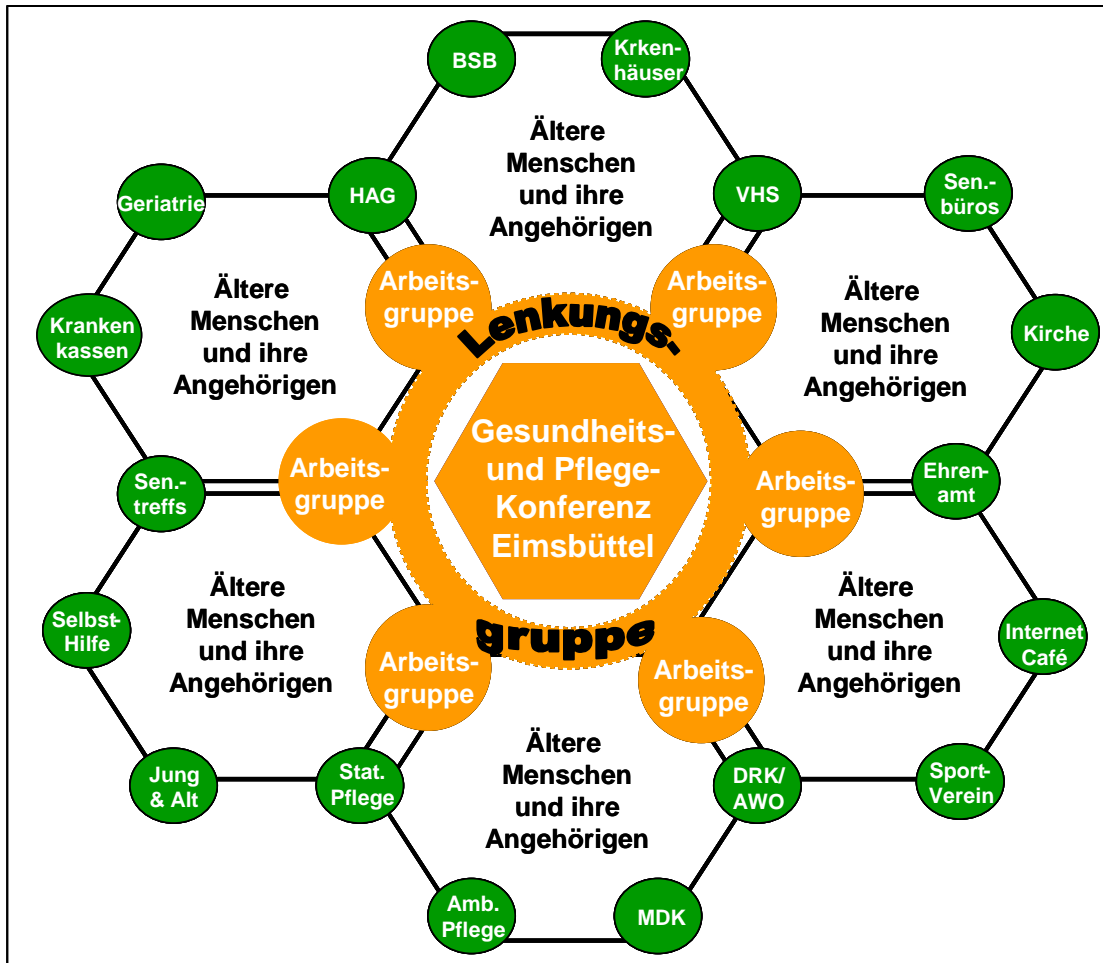 BSB
Krken-
häuser
Ältere
Menschen
und ihre
Angehörigen
Geriatrie
HAG
VHS
Sen.-
büros
Arbeits-
gruppe
Arbeits-
gruppe
Ältere
Menschen
und ihre
Angehörigen
Ältere
Menschen
und ihre
Angehörigen
Kranken
kassen
Kirche
Lenkungs-
Gesundheits-
und Pflege-
Konferenz
Eimsbüttel
gruppe
Sen.-
treffs
Arbeits-
gruppe
Arbeits-
gruppe
Ehren-
amt
Selbst-
Hilfe
Ältere
Menschen
und ihre
Angehörigen
Ältere
Menschen
und ihre
Angehörigen
Internet
Café
Arbeits-
gruppe
Arbeits-
gruppe
Jung
& Alt
Stat.
Pflege
Ältere
Menschen
und ihre
Angehörigen
DRK/
AWO
Sport-
Verein
Amb.
Pflege
MDK